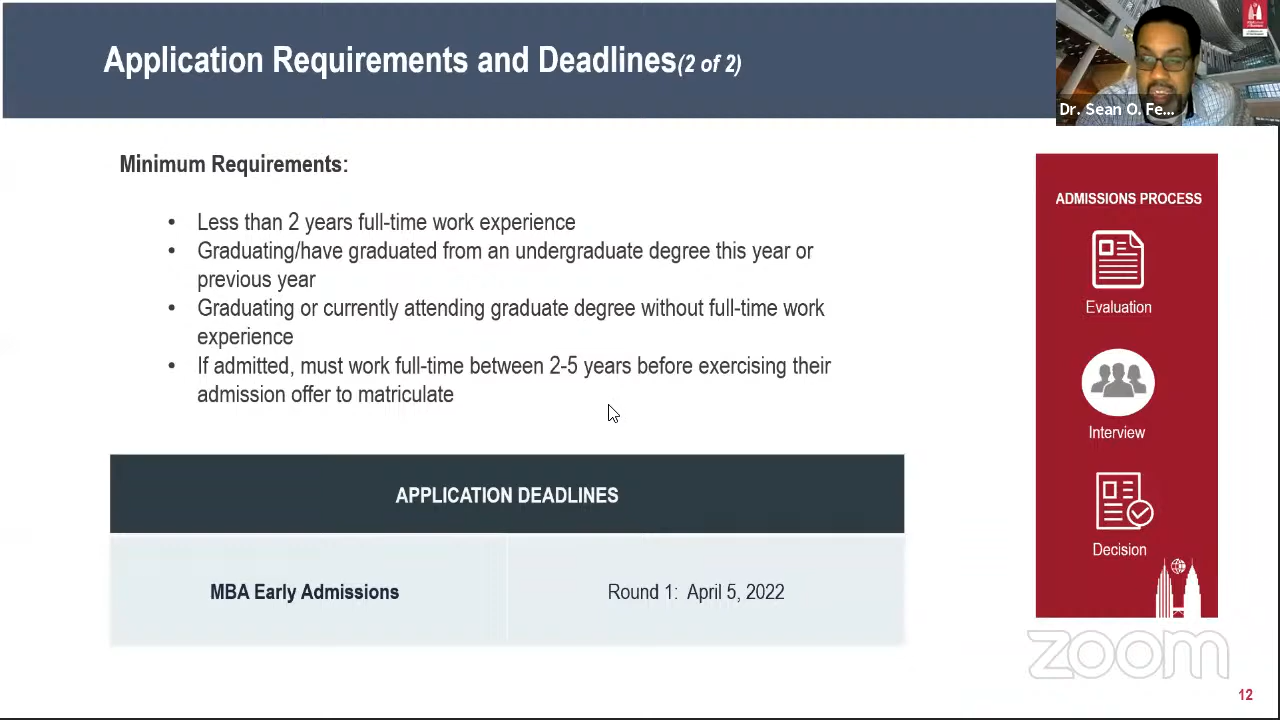 Application Requirements and Deadlines(2 of 2)
Dr. Sean O. Fe...
Minimum Requirements:
• Less than 2 years full-time work experience
• Graduating/have graduated from an undergraduate degree this year or
previous year
• Graduating or currently attending graduate degree without full-time work
experience
• If admitted, must work full-time between 2-5 years before exercising their
admission offer to matriculate
APPLICATION DEADLINES
MBA Early Admissions
Round 1: April 5, 2022
ADMISSIONS PROCESS
Evaluation
Interview
Decision
zoom
12